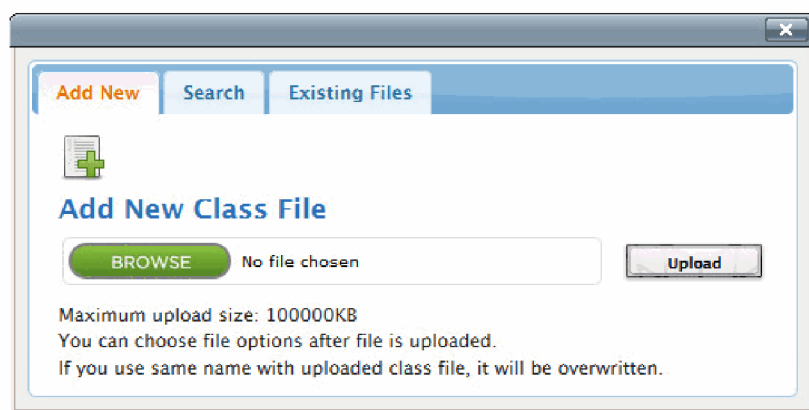 Add New Search Existing Files
Add New Class File
BROWSE No file chosen Upload
Maximum upload size: 100000KB
You can choose file options after file is uploaded.
If you use same name with uploaded class file, it will be overwritten.